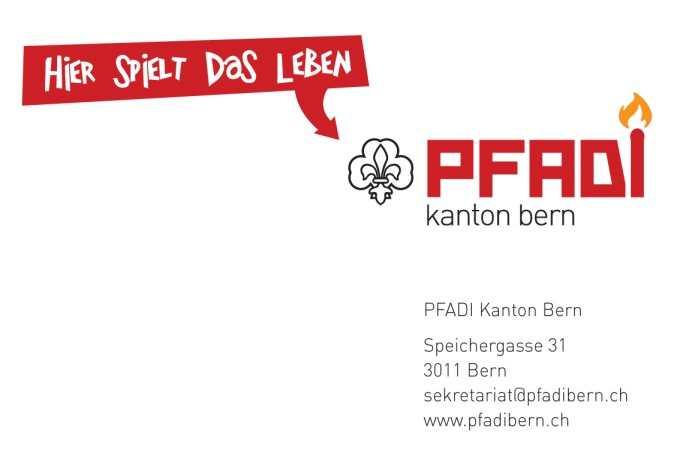 HIER SPIELT DAS LEBEN
PFADI
kanton bern
PFADI Kanton Bern
Speichergasse 31
3011 Bern
sekretariat@pfadibern.ch
www.pfadibern.ch